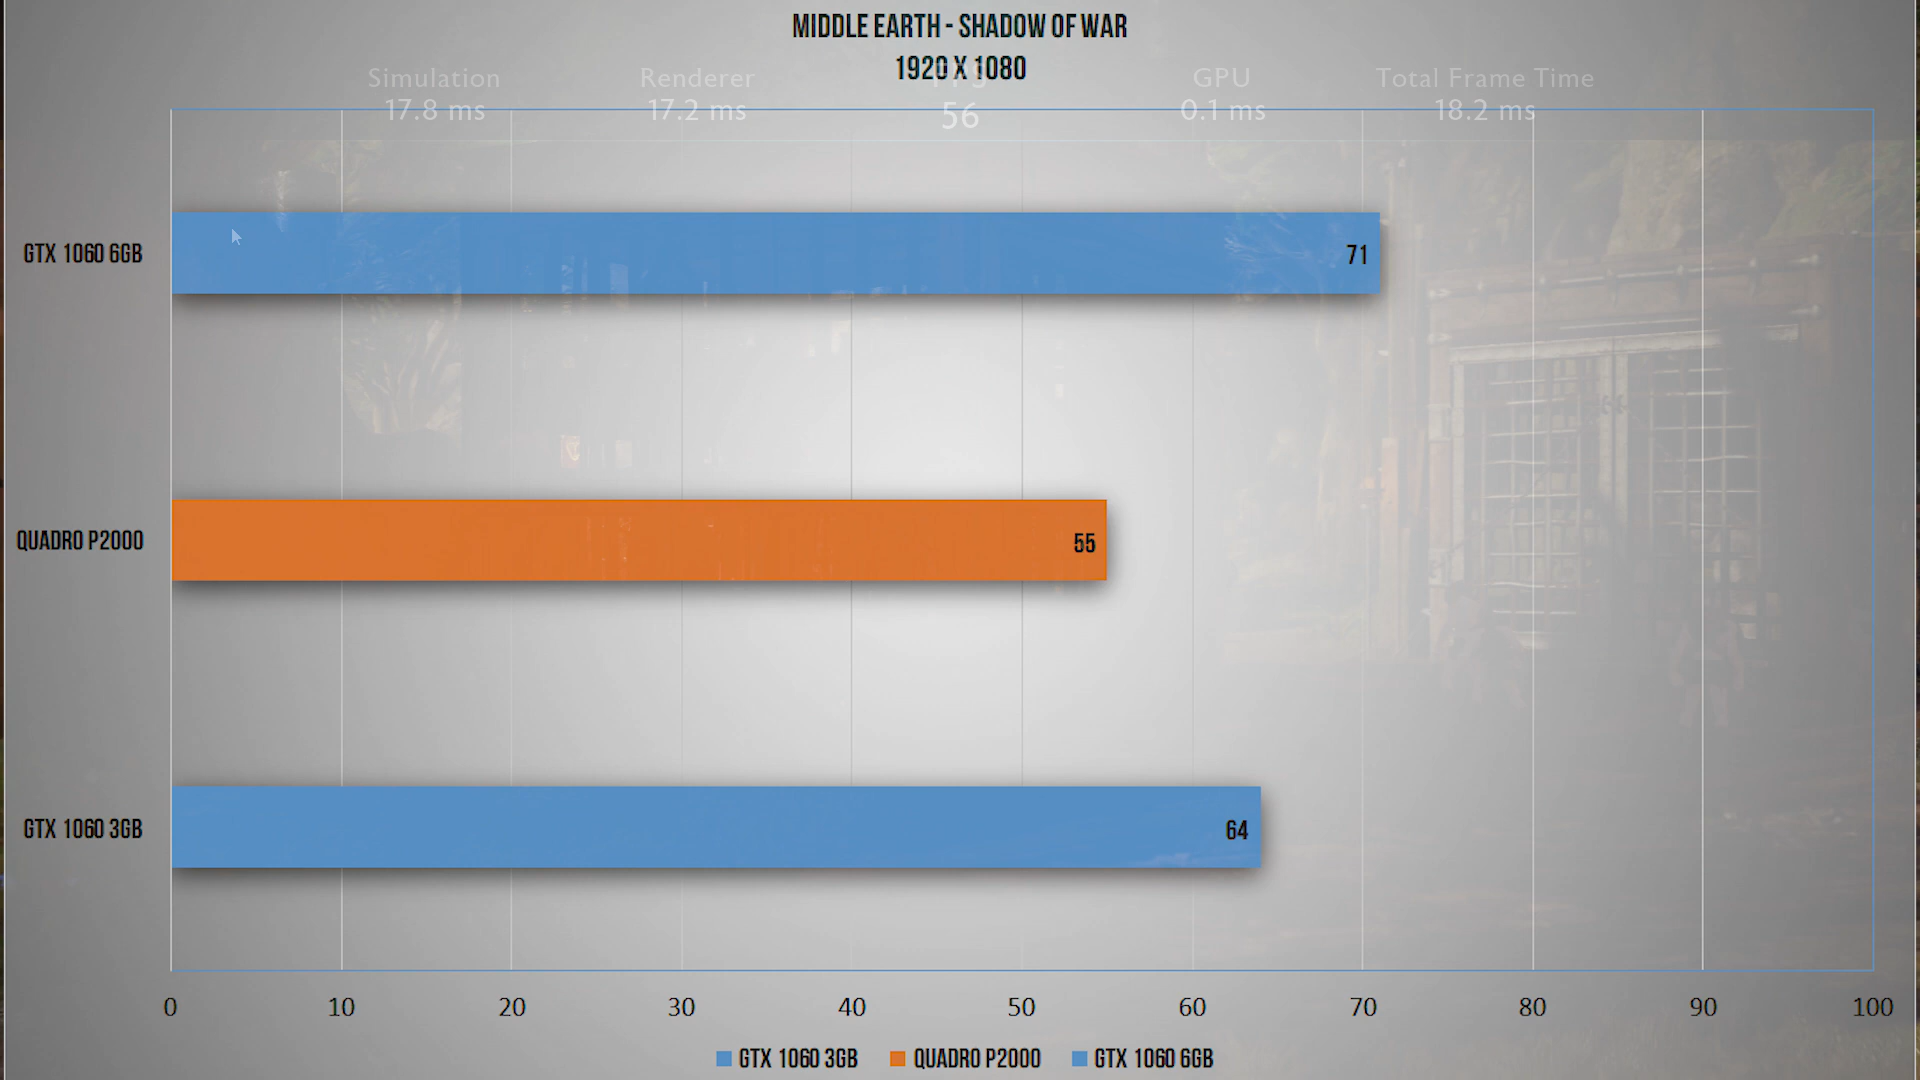 MIDDLE EARTH - SHADOW OF WAR
1920 X 1080
Simulation Renderer FPS GPU Total Frame Time
17.8 ms 17.2 ms 56 0.1 ms 18.2 ms
GTX 1060 6GB 71
QUADRO P2000 55
GTX 1060 3GB 64
0 10 20 30 40 50 60 70 80 90 100
GTX 1060 3GB QUADRO P2000 GTX 1060 6GB